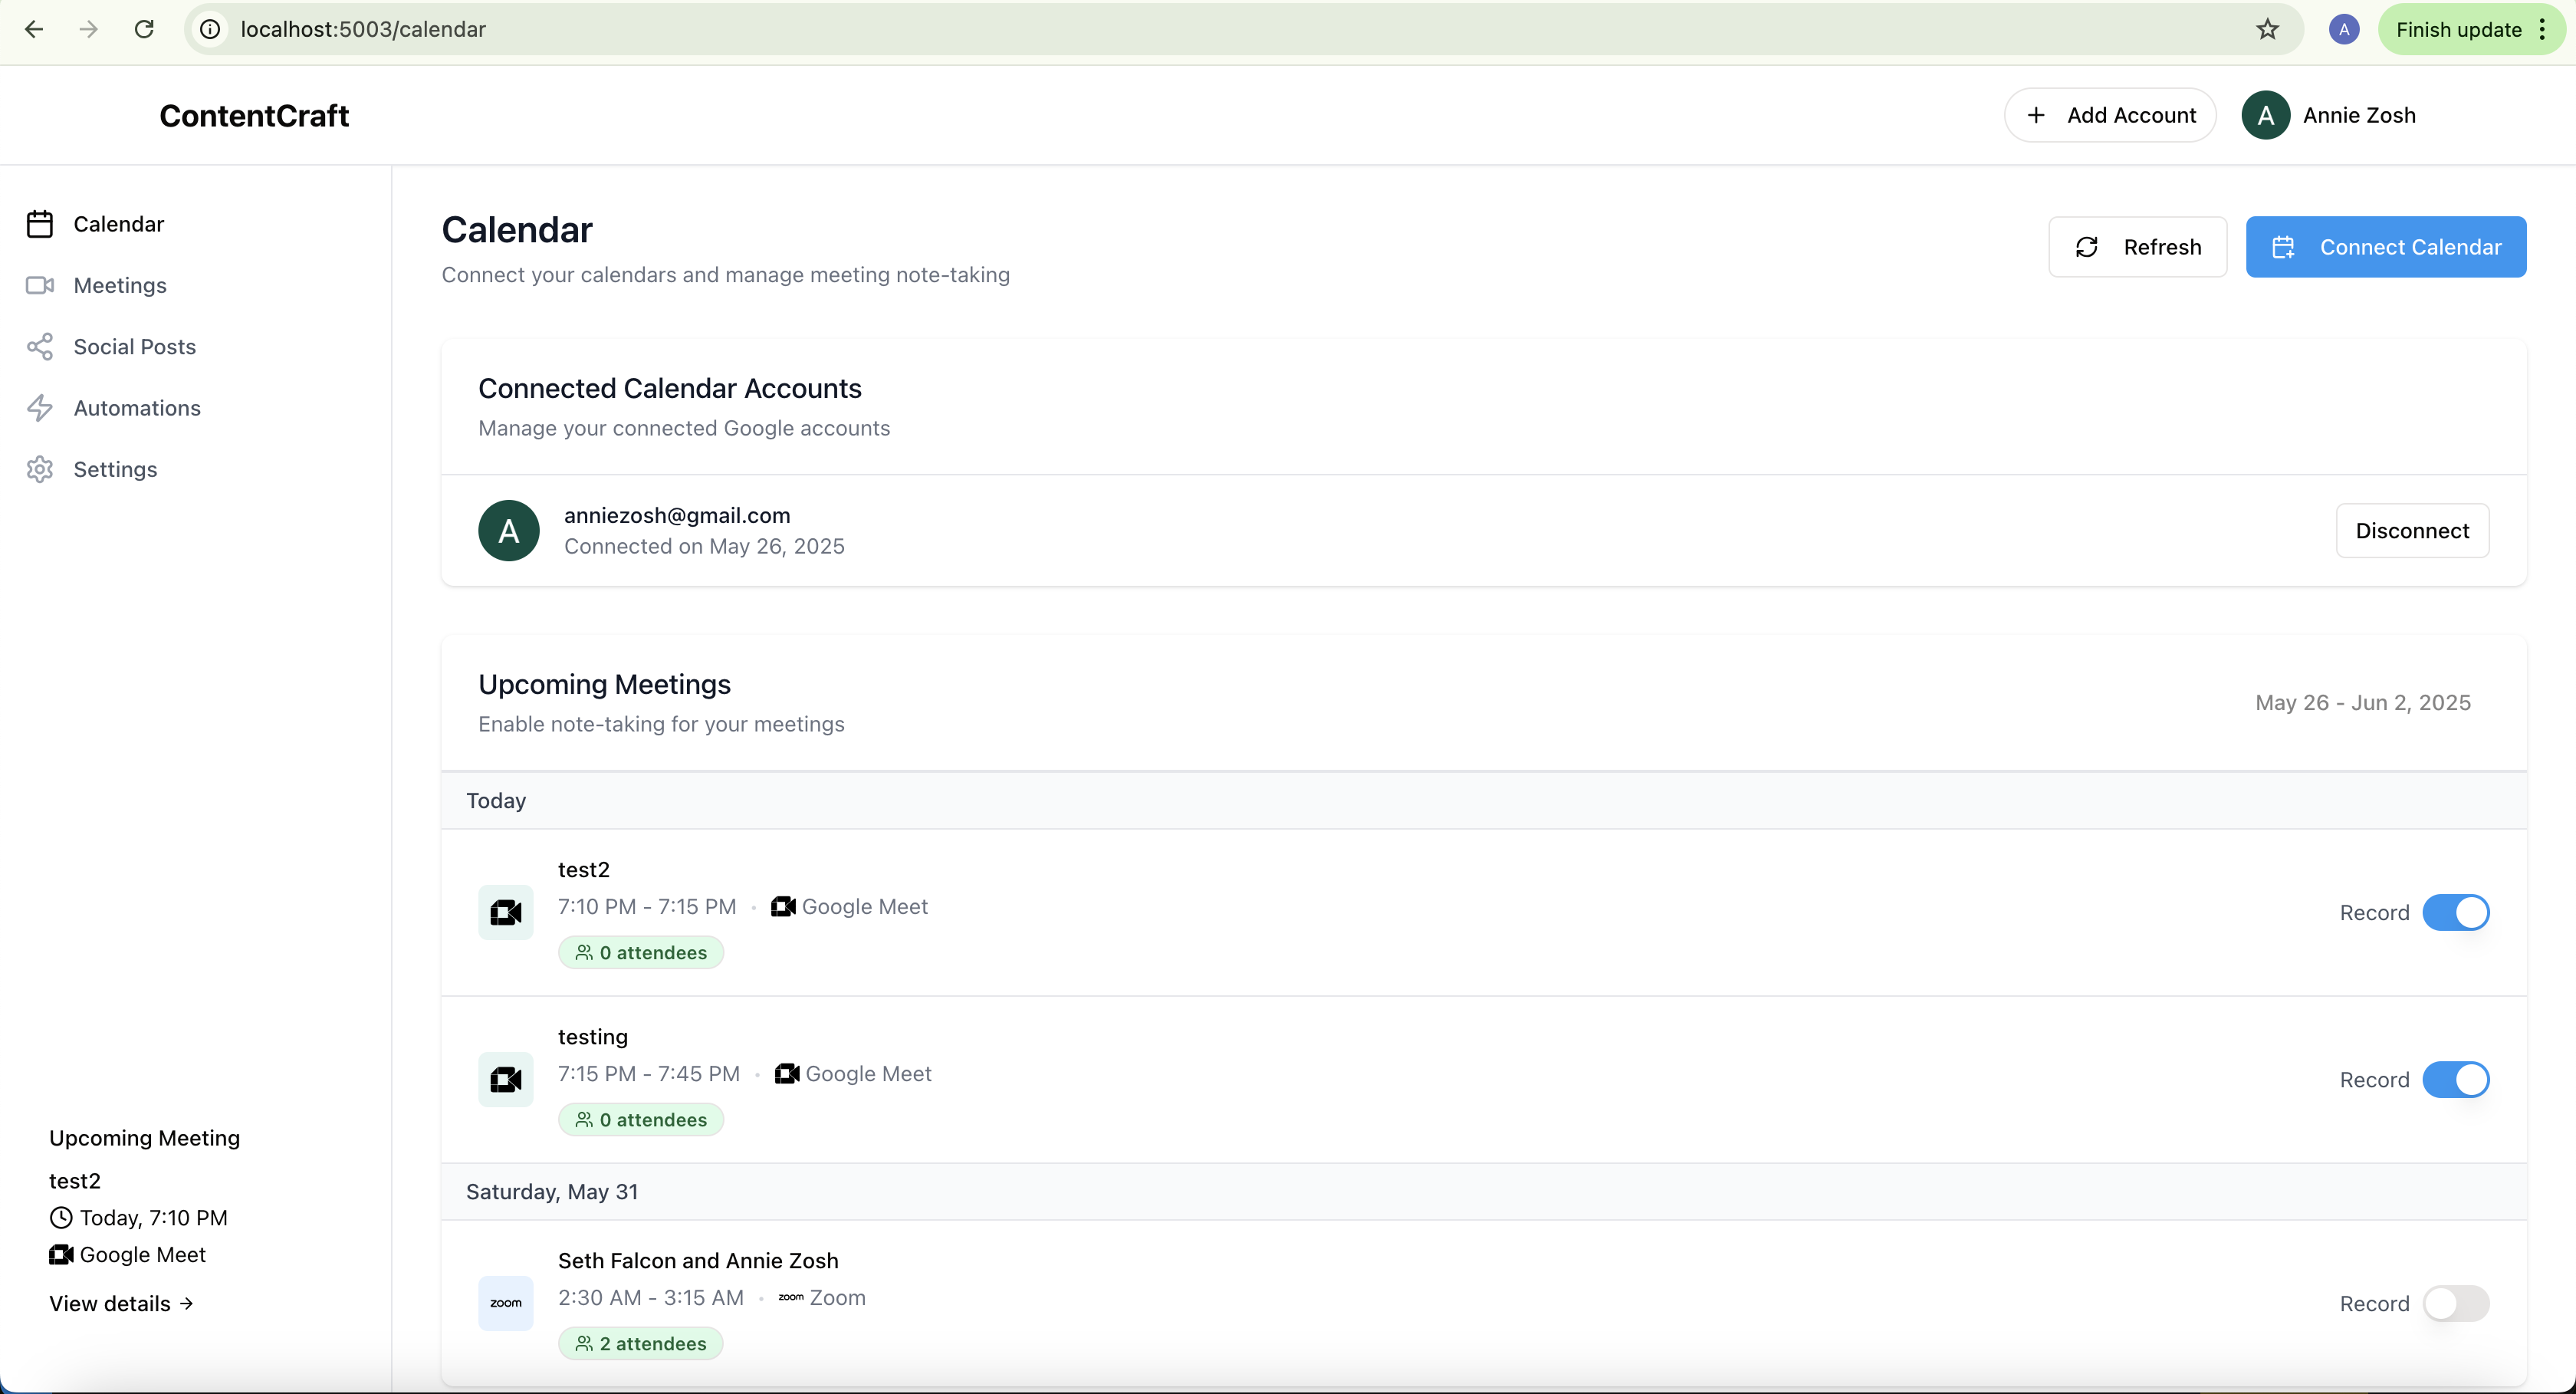 localhost:5003/calendar
A
Finish update
ContentCraft
Add Account
A
Annie Zosh
Calendar
Meetings
Social Posts
Automations
Settings
Upcoming Meeting
test2
Today, 7:10 PM
Google Meet
View details →
Calendar
Connect your calendars and manage meeting note-taking
Refresh
Connect Calendar
Connected Calendar Accounts
Manage your connected Google accounts
A
anniezosh@gmail.com
Connected on May 26, 2025
Disconnect
Upcoming Meetings
Enable note-taking for your meetings
May 26 - Jun 2, 2025
Today
test2
7:10 PM - 7:15 PM • Google Meet
0 attendees
Record
testing
7:15 PM - 7:45 PM • Google Meet
0 attendees
Record
Saturday, May 31
zoom
Seth Falcon and Annie Zosh
2:30 AM - 3:15 AM • zoom Zoom
2 attendees
Record